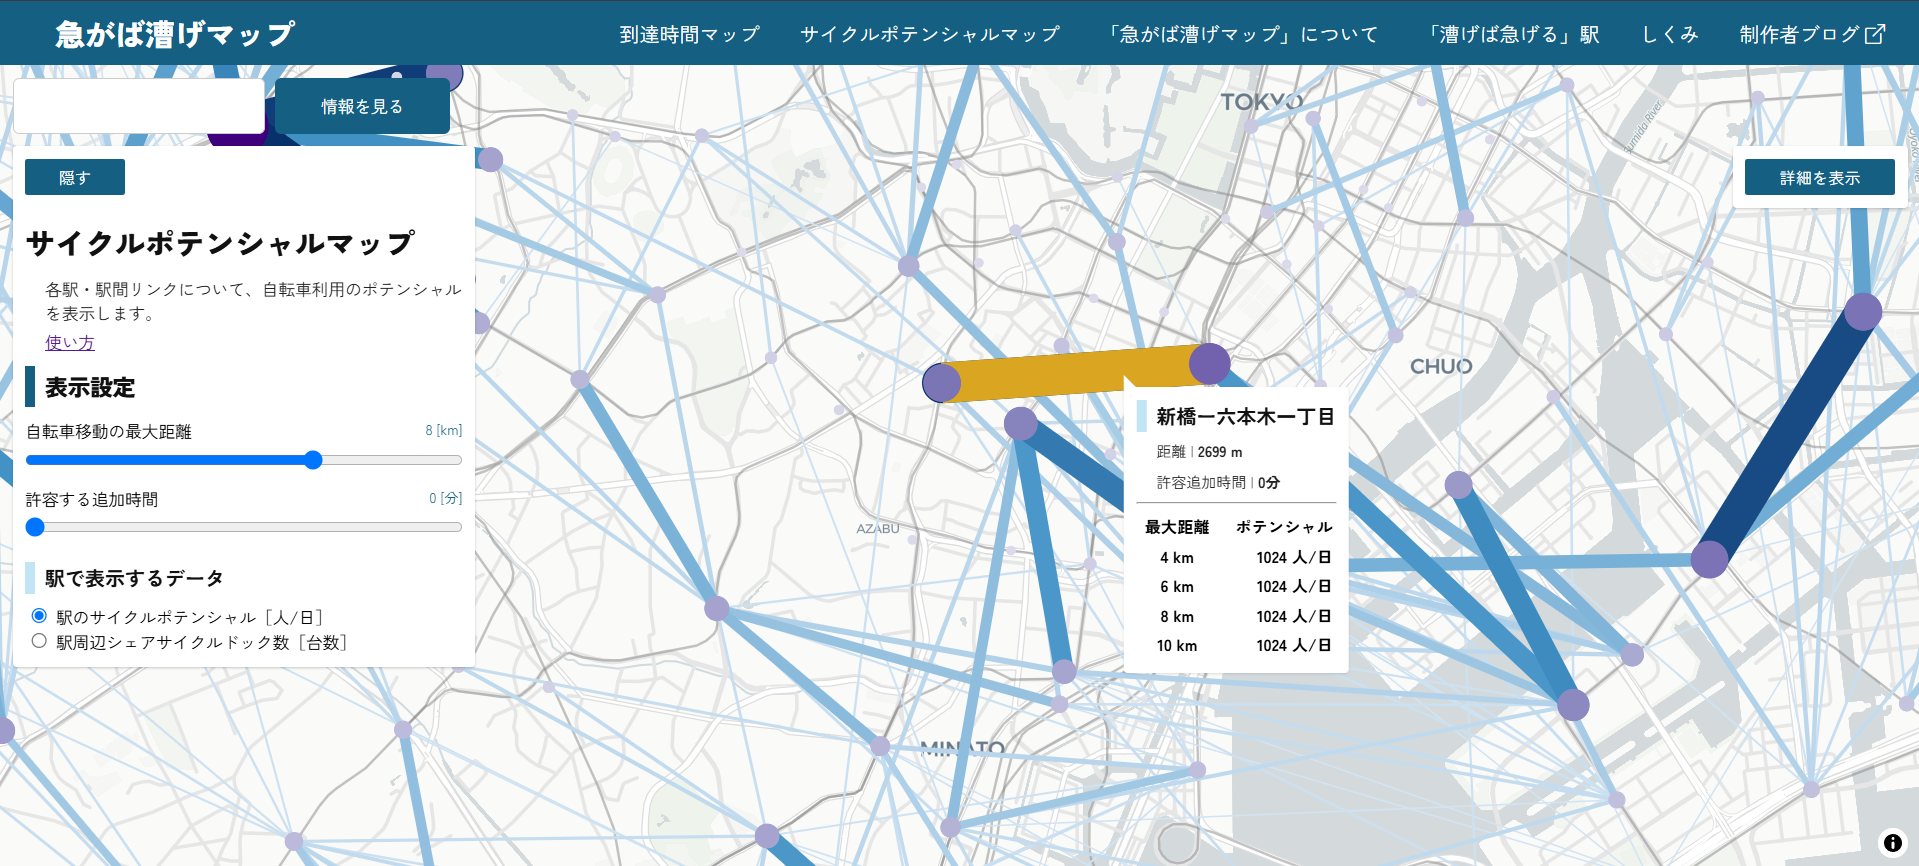 急がば漕げマップ
到達時間マップ
サイクルポテンシャルマップ
「急がば漕げマップ」について
「漕げば急げる」駅
しくみ
制作者ブログ
情報を見る
隠す
サイクルポテンシャルマップ
各駅・駅間リンクについて、自転車利用のポテンシャル
を表示します。
使い方
表示設定
自転車移動の最大距離 8 [km]
許容する追加時間 0 [分]
駅で表示するデータ
駅のサイクルポテンシャル［人/日］
駅周辺シェアサイクルドック数［台数］
詳細を表示
TOKYO
Sumida River
CHUO
AZABU
MINATO
新橋ー六本木一丁目
距離 | 2699 m
許容追加時間 | 0分
最大距離 ポテンシャル
4 km 1024 人/日
6 km 1024 人/日
8 km 1024 人/日
10 km 1024 人/日